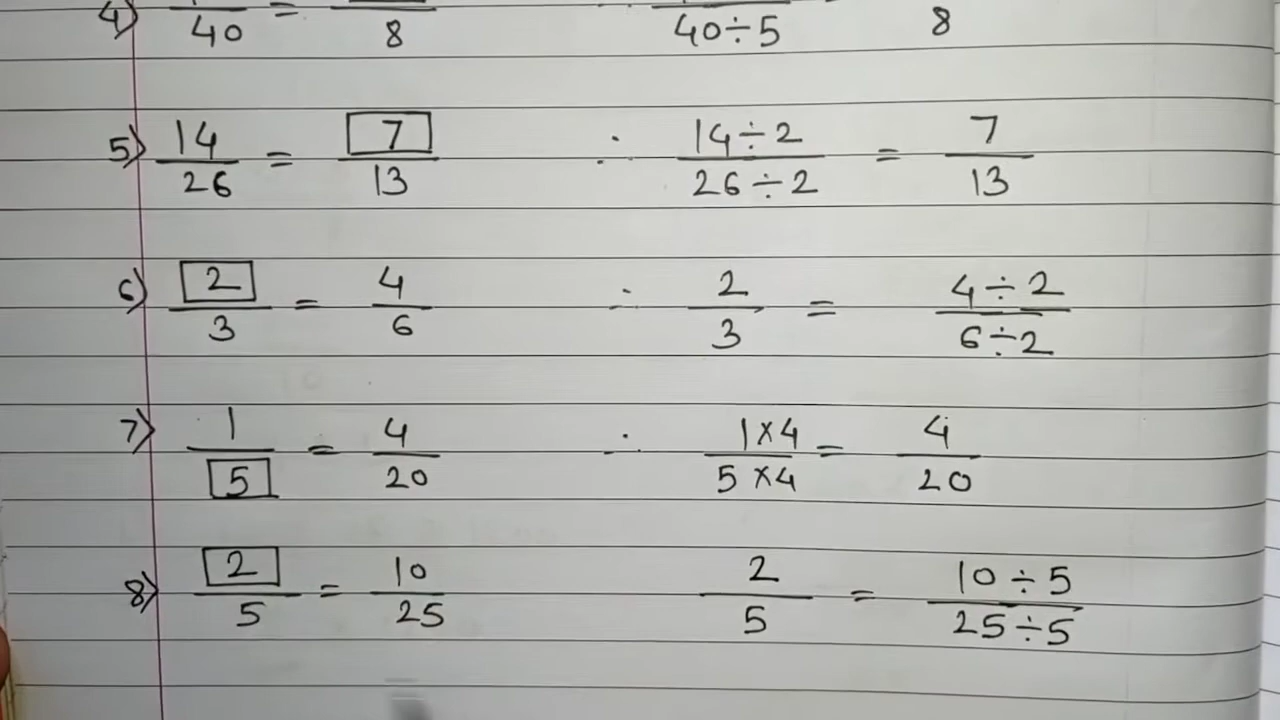 4) /40 = /8 /40÷5 = /8
5) 14/26 = 7/13 ∴ 14÷2/26÷2 = 7/13
6) 2/3 = 4/6 ∴ 2/3 = 4÷2/6÷2
7) 1/5 = 4/20 ∴ 1×4/5×4 = 4/20
8) 2/5 = 10/25 2/5 = 10÷5/25÷5